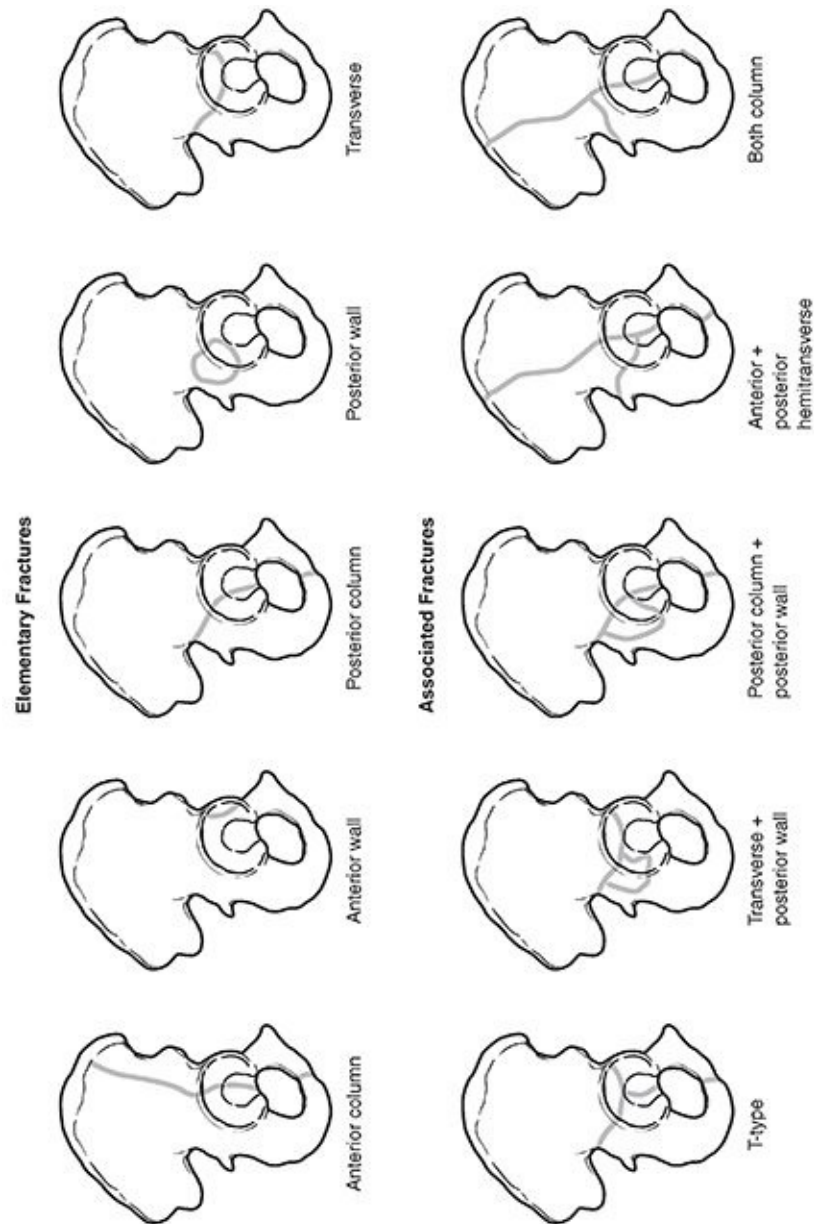 Elementary Fractures
Anterior column
Anterior wall
Posterior column
Posterior wall
Transverse
Associated Fractures
T-type
Transverse +
posterior wall
Posterior column +
posterior wall
Anterior +
posterior
hemitransverse
Both column